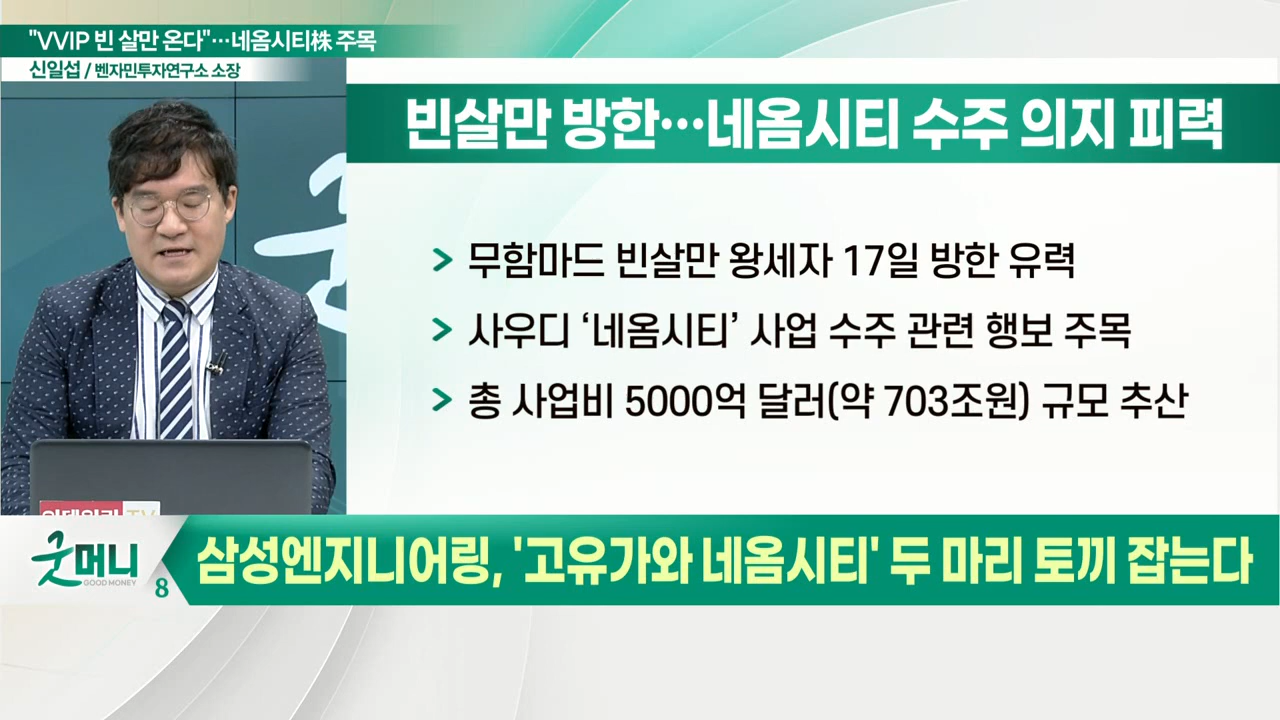 "VVIP 빈 살만 온다"…네옴시티株 주목
신일섭 / 벤자민투자연구소 소장
빈살만 방한…네옴시티 수주 의지 피력
> 무함마드 빈살만 왕세자 17일 방한 유력
> 사우디 ‘네옴시티’ 사업 수주 관련 행보 주목
> 총 사업비 5000억 달러(약 703조원) 규모 추산
이데일리 TV
굿머니
GOOD MONEY
8
삼성엔지니어링, '고유가와 네옴시티' 두 마리 토끼 잡는다